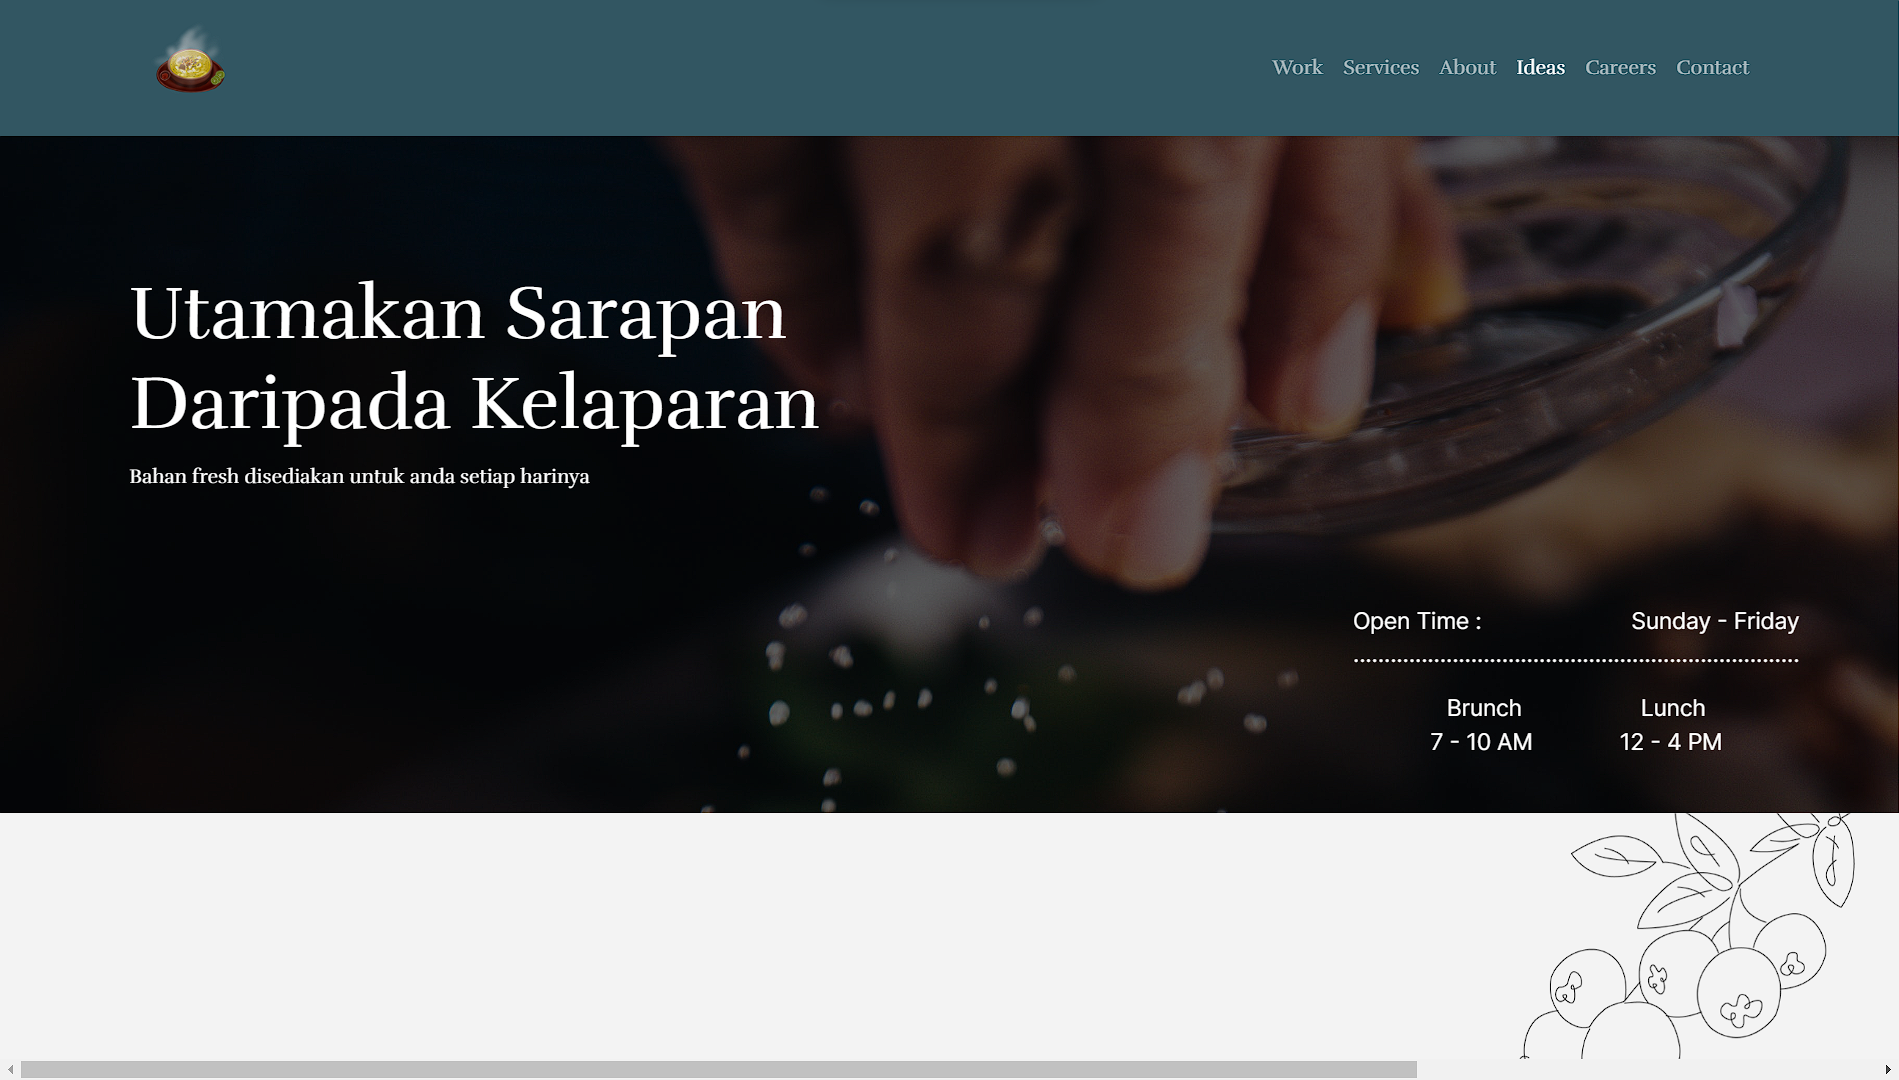 Work Services About Ideas Careers Contact
Utamakan Sarapan
Daripada Kelaparan
Bahan fresh disediakan untuk anda setiap harinya
Open Time : Sunday - Friday
Brunch Lunch
7 - 10 AM 12 - 4 PM